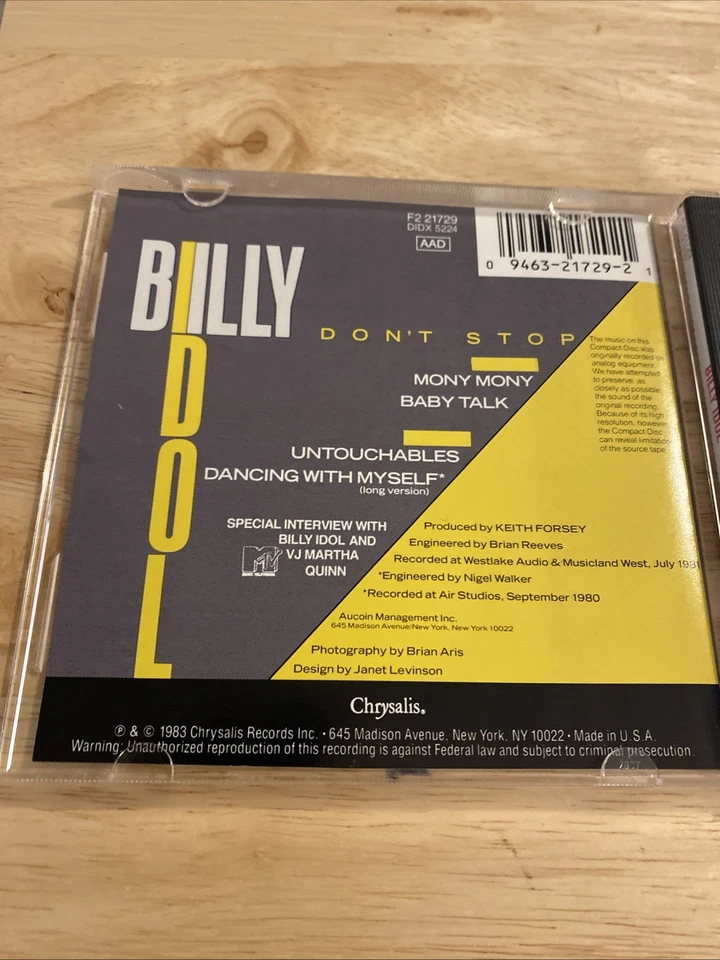 F2 21729
DIDX 5224
AAD
0 9463-21729-2 1
BILLY
IDOL
DON'T STOP
MONY MONY
BABY TALK
UNTOUCHABLES
DANCING WITH MYSELF*
(long version)
SPECIAL INTERVIEW WITH
BILLY IDOL AND
MTV VJ MARTHA
QUINN
The music on this
Compact Disc was
originally recorded on
analog equipment.
We have attempted
to preserve, as
closely as possible,
the sound of the
original recording.
Because of its high
resolution, however,
the Compact Disc
can reveal limitation
of the source tape.
Produced by KEITH FORSEY
Engineered by Brian Reeves
Recorded at Westlake Audio & Musicland West, July 1981
*Engineered by Nigel Walker
*Recorded at Air Studios, September 1980
Aucoin Management Inc.
645 Madison Avenue/New York, New York 10022
Photography by Brian Aris
Design by Janet Levinson
Chrysalis®
℗ & © 1983 Chrysalis Records Inc. • 645 Madison Avenue, New York, N.Y. 10022 • Made in U.S.A.
Warning: Unauthorized reproduction of this recording is against Federal law and subject to criminal prosecution.